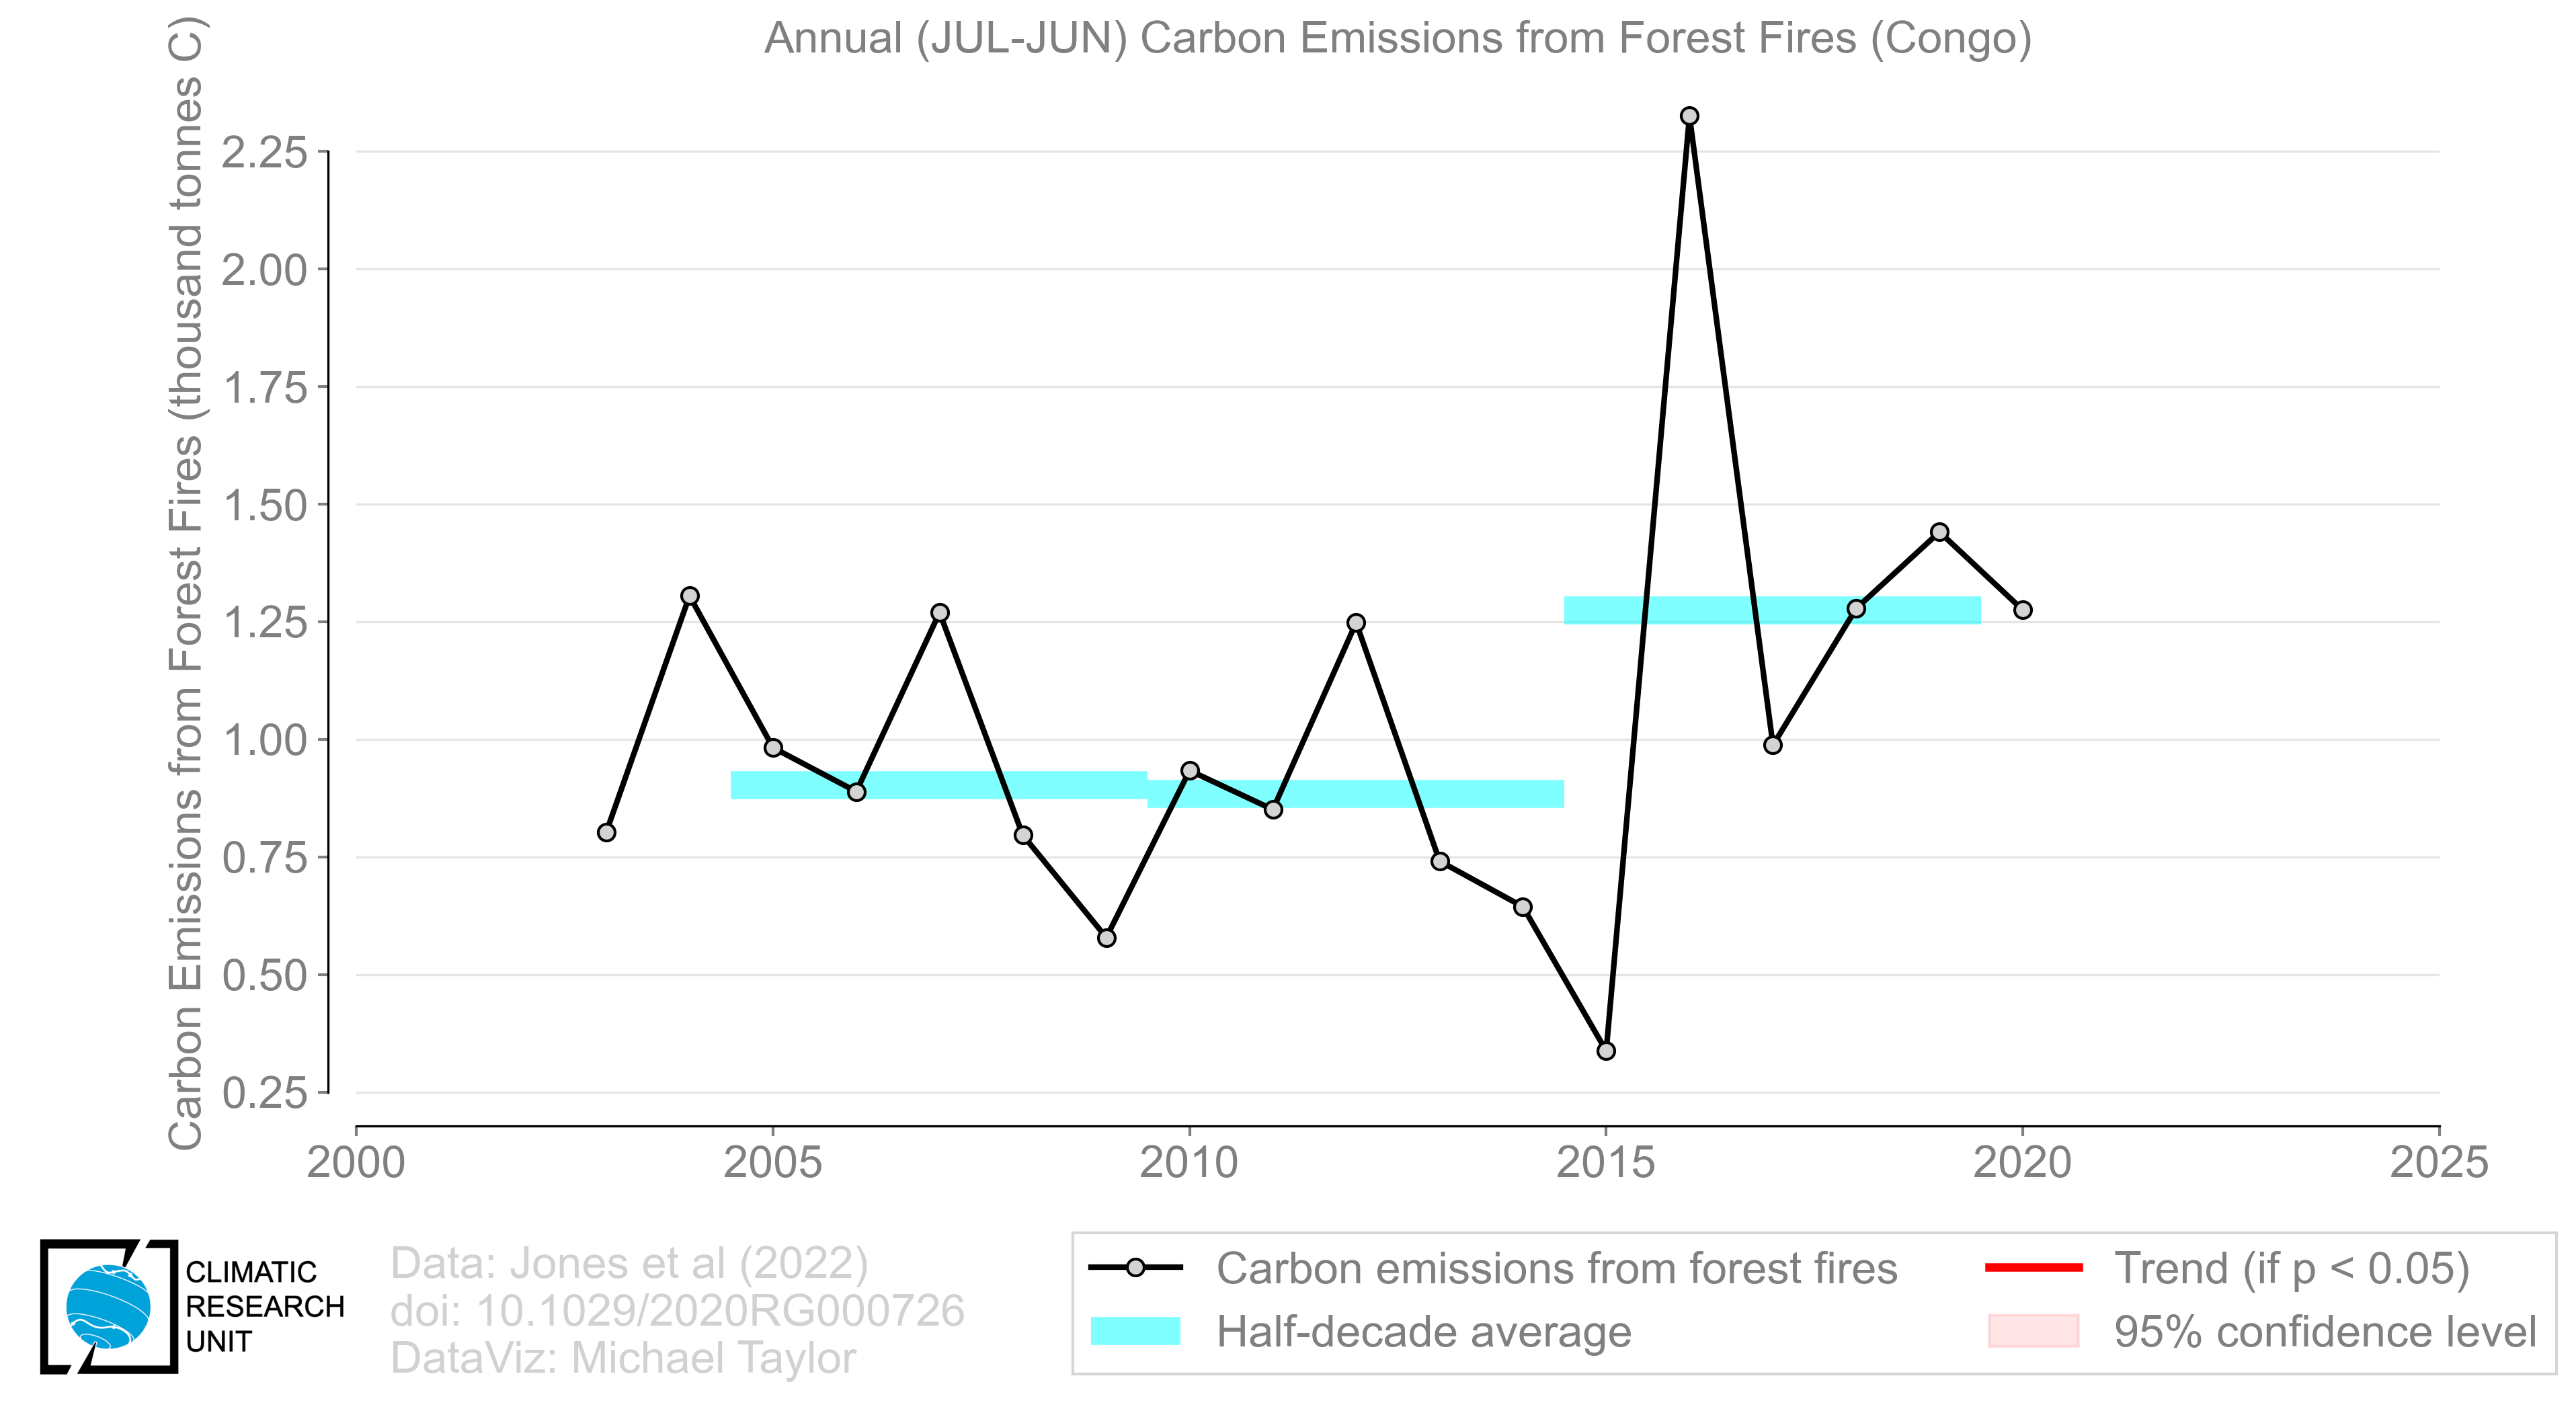 Annual (JUL-JUN) Carbon Emissions from Forest Fires (Congo)
Carbon Emissions from Forest Fires (thousand tonnes C)
2.25
2.00
1.75
1.50
1.25
1.00
0.75
0.50
0.25
2000 2005 2010 2015 2020 2025
CLIMATIC
RESEARCH
UNIT
Data: Jones et al (2022)
doi: 10.1029/2020RG000726
DataViz: Michael Taylor
Carbon emissions from forest fires
Half-decade average
Trend (if p < 0.05)
95% confidence level